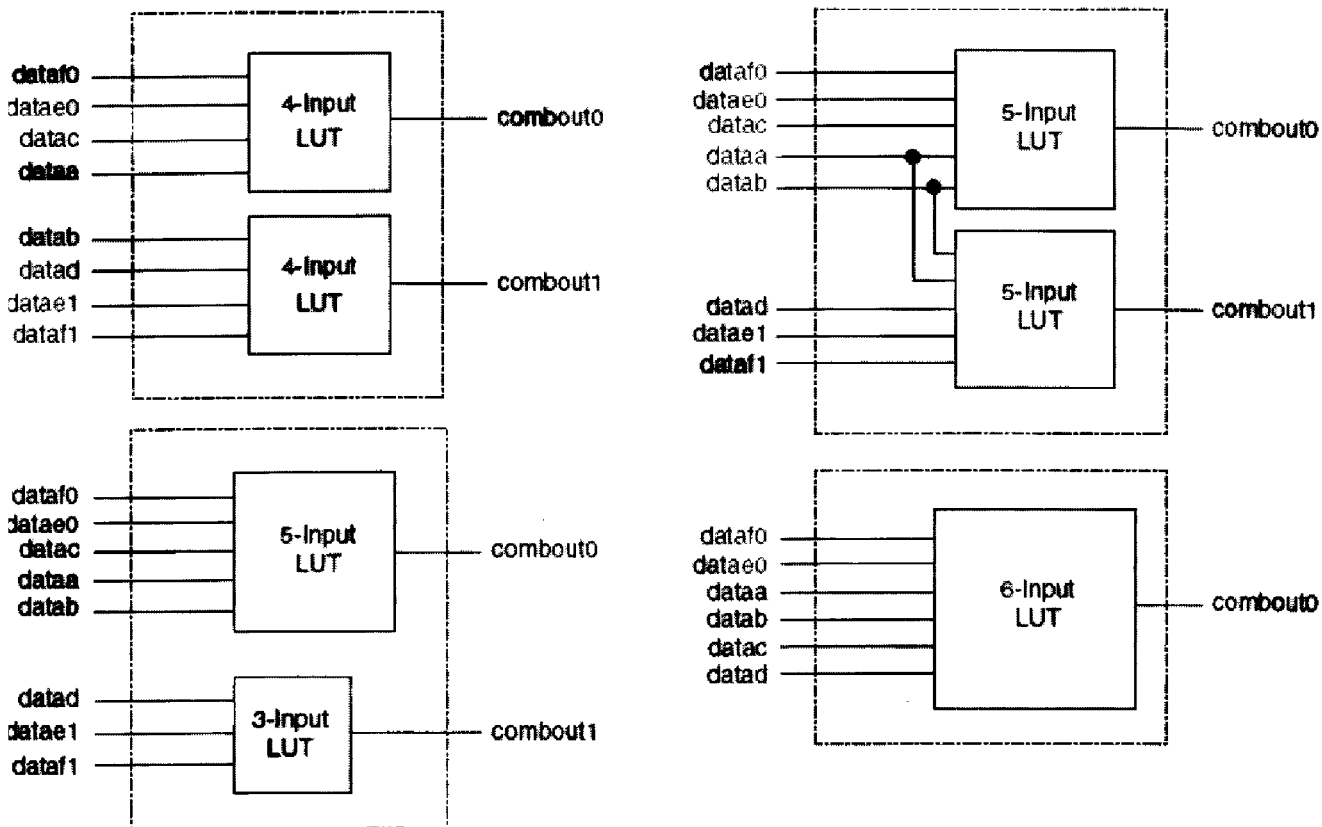 dataf0
datae0
datac
dataa
4-Input
LUT
combout0
datab
datad
datae1
dataf1
4-Input
LUT
combout1
dataf0
datae0
datac
dataa
datab
5-Input
LUT
combout0
datad
datae1
dataf1
5-Input
LUT
combout1
dataf0
datae0
datac
dataa
datab
5-Input
LUT
combout0
datad
datae1
dataf1
3-Input
LUT
combout1
dataf0
datae0
dataa
datab
datac
datad
6-Input
LUT
combout0